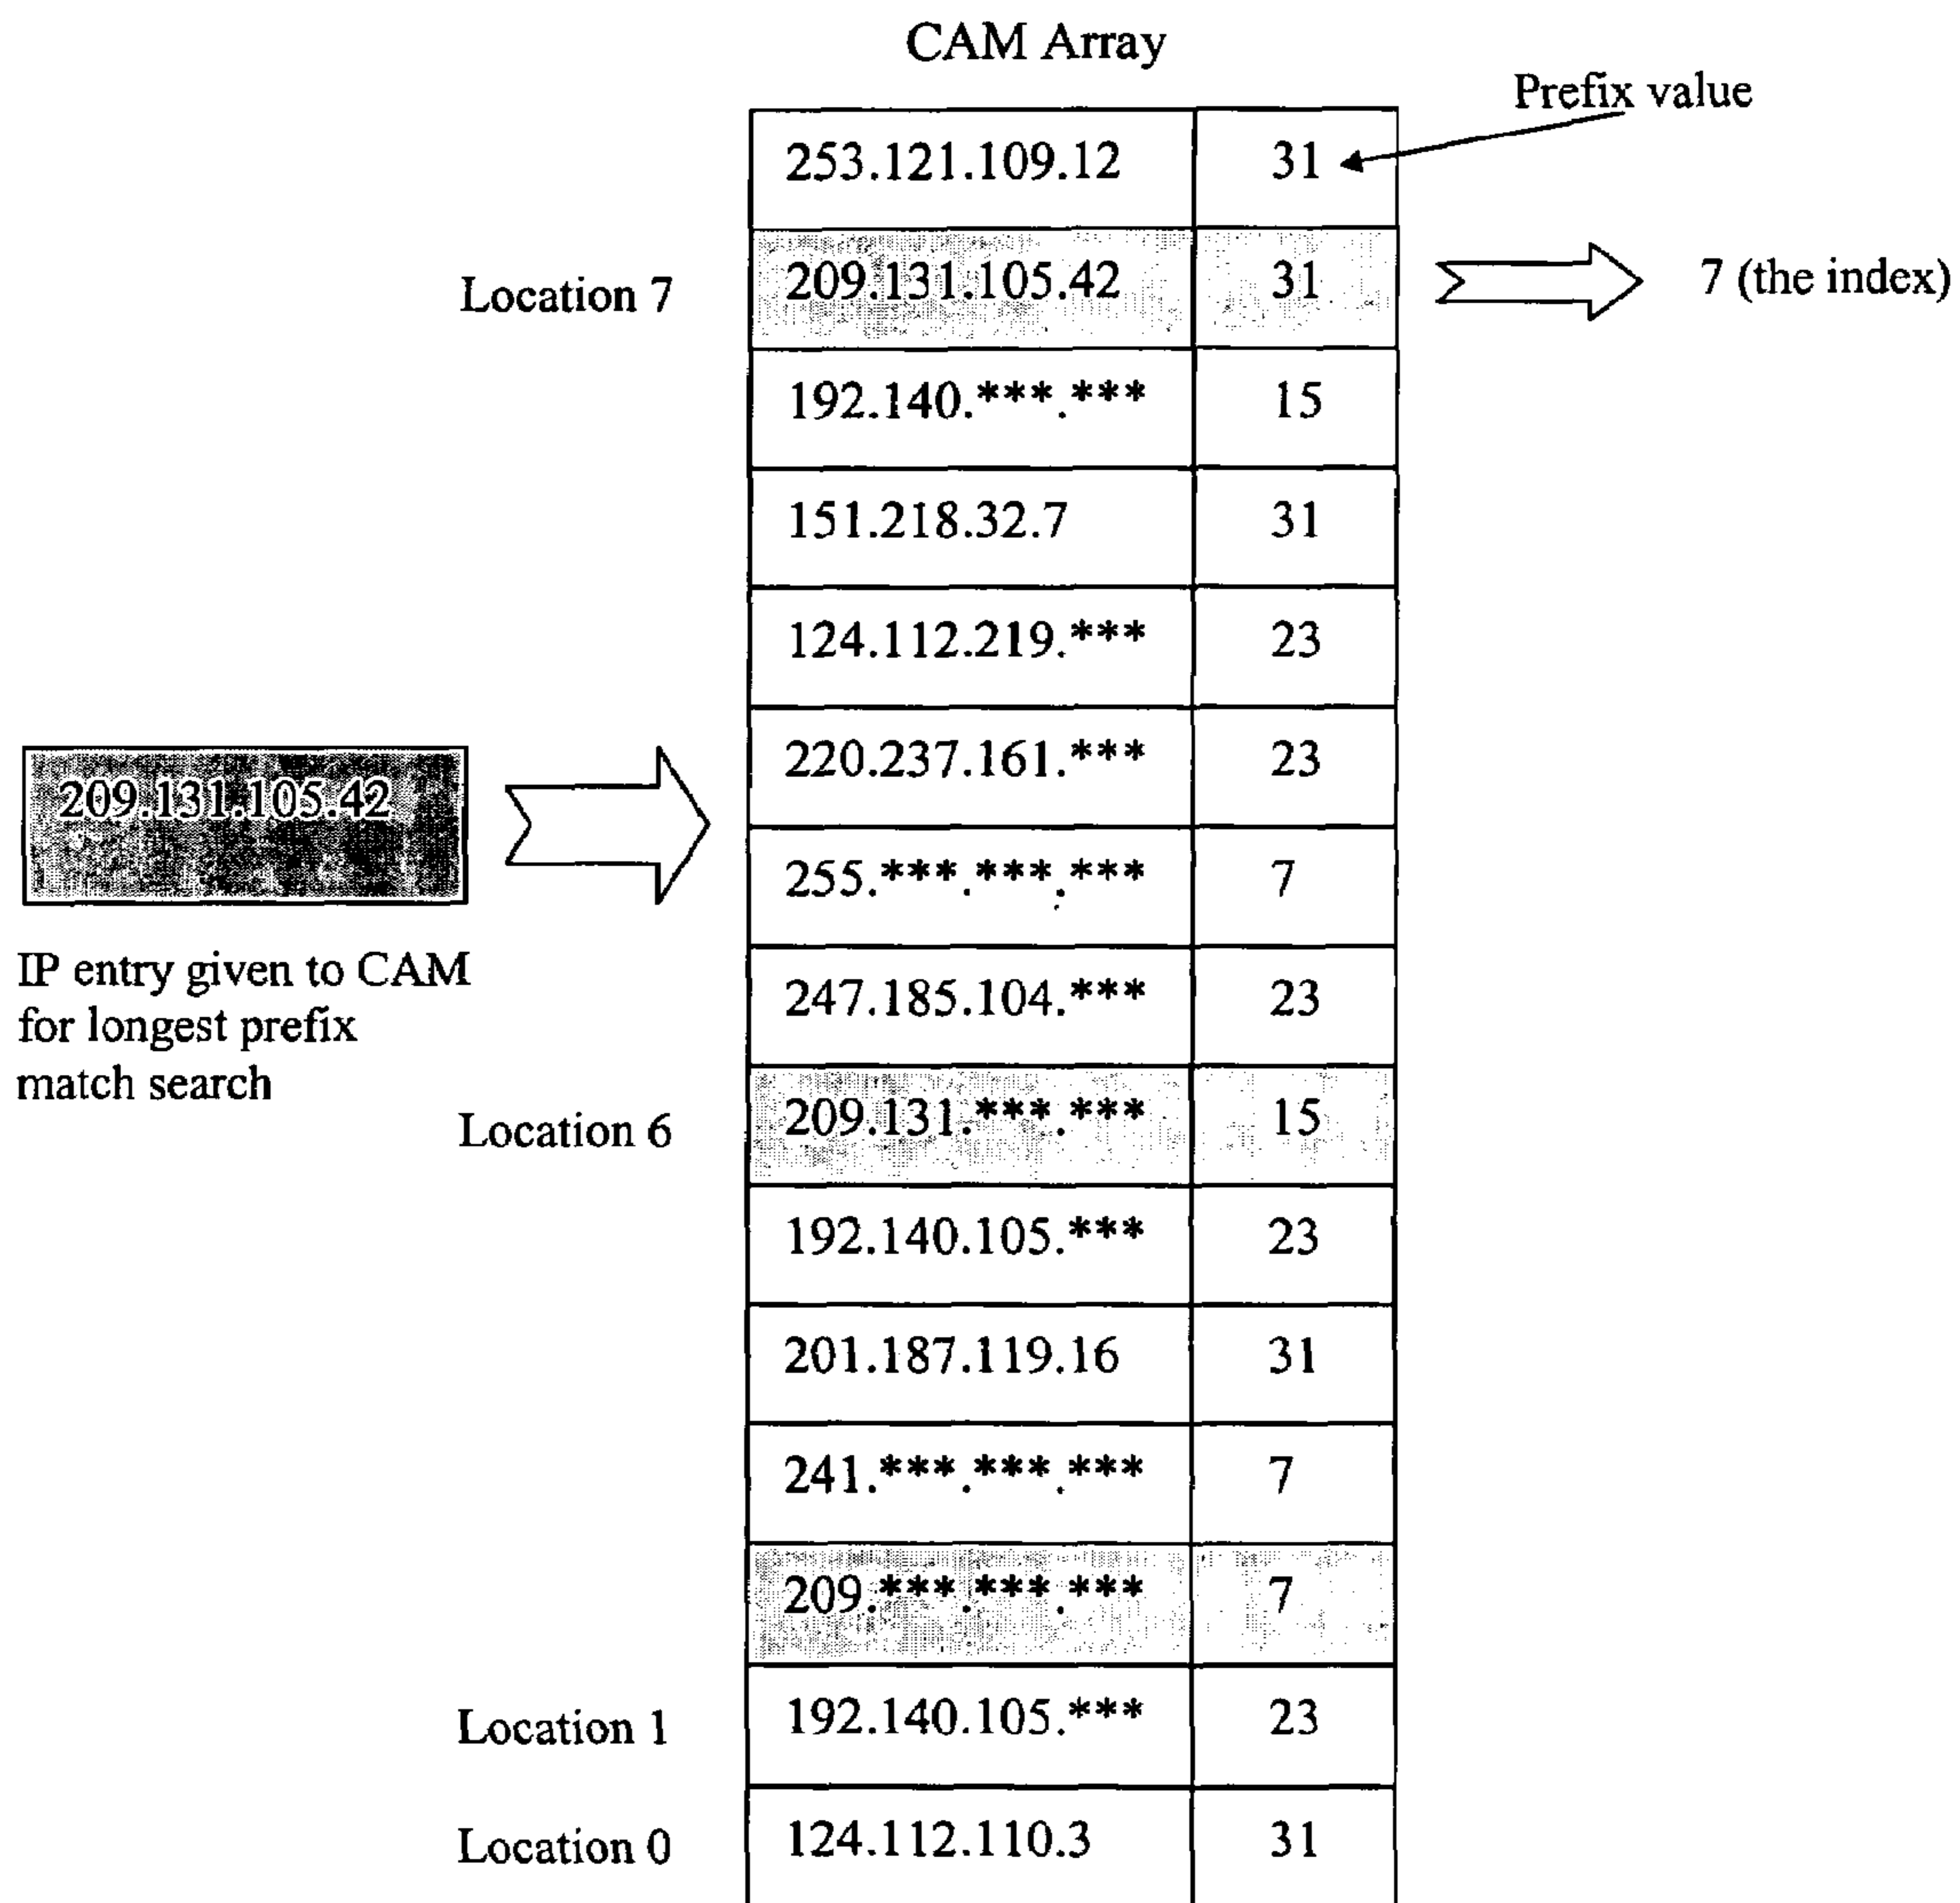 CAM Array
Prefix value
253.121.109.12 31
Location 7 209.131.105.42 31 7 (the index)
192.140.***.*** 15
151.218.32.7 31
124.112.219.*** 23
220.237.161.*** 23
209.131.105.42
255.***.***.*** 7
IP entry given to CAM
for longest prefix
match search
247.185.104.*** 23
Location 6 209.131.***.*** 15
192.140.105.*** 23
201.187.119.16 31
241.***.***.*** 7
209.***.***.*** 7
Location 1 192.140.105.*** 23
Location 0 124.112.110.3 31